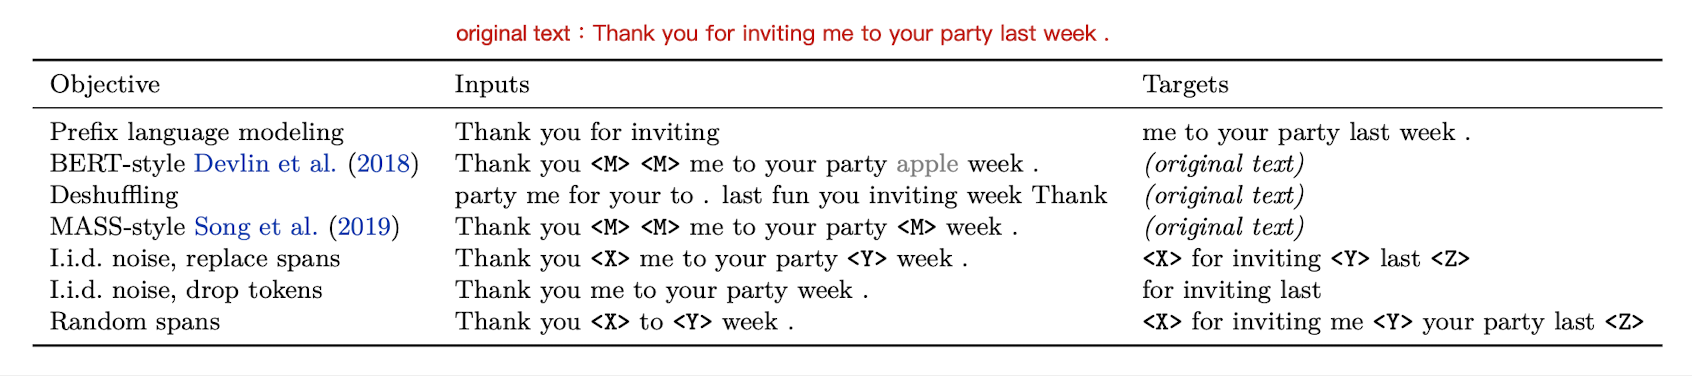 original text：Thank you for inviting me to your party last week .
Objective Inputs Targets
Prefix language modeling Thank you for inviting me to your party last week .
BERT-style Devlin et al. (2018) Thank you <M> <M> me to your party apple week . (original text)
Deshuffling party me for your to . last fun you inviting week Thank (original text)
MASS-style Song et al. (2019) Thank you <M> <M> me to your party <M> week . (original text)
I.i.d. noise, replace spans Thank you <X> me to your party <Y> week . <X> for inviting <Y> last <Z>
I.i.d. noise, drop tokens Thank you me to your party week . for inviting last
Random spans Thank you <X> to <Y> week . <X> for inviting me <Y> your party last <Z>